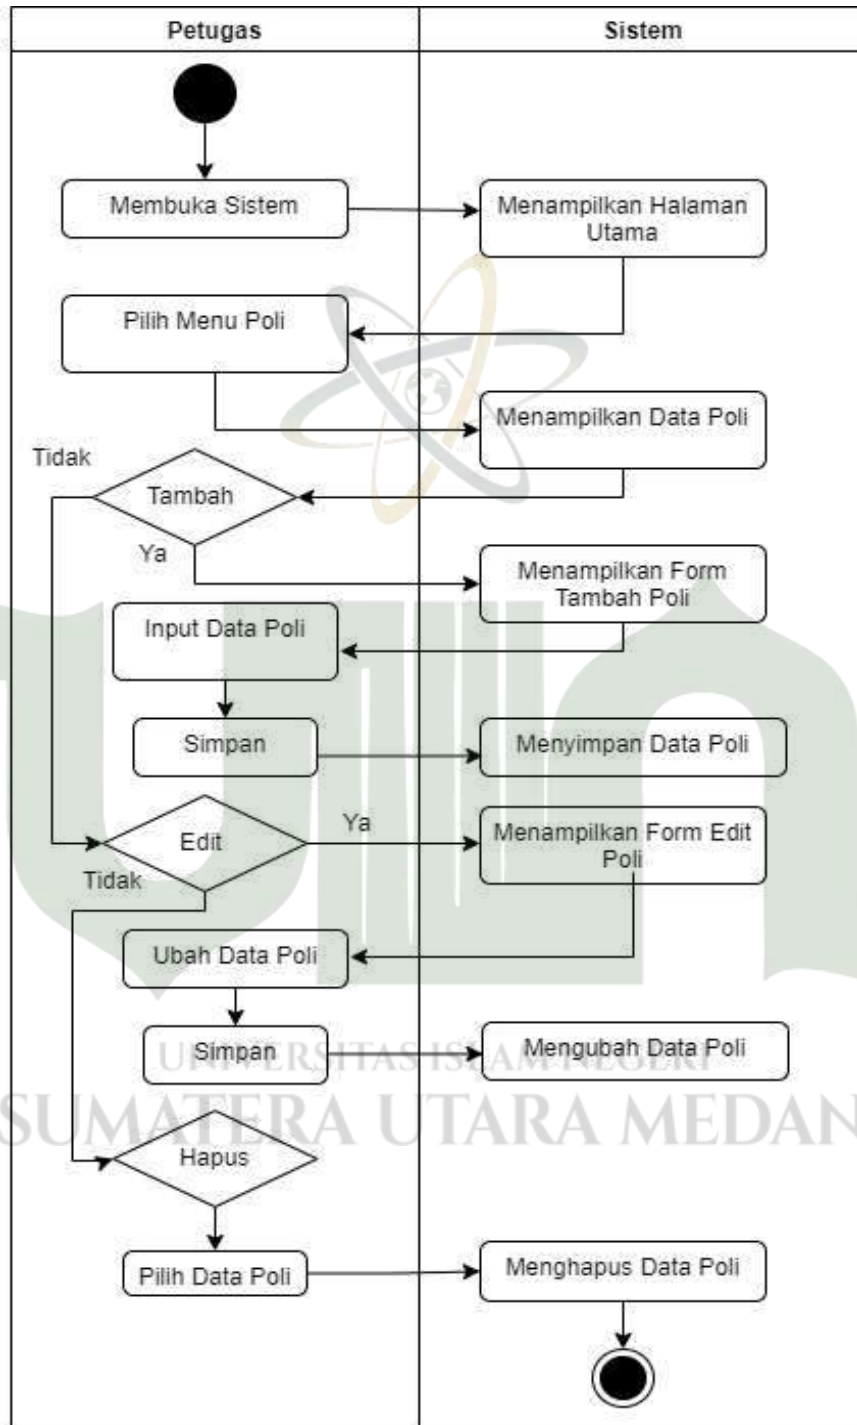 Petugas
Sistem
Membuka Sistem
Menampilkan Halaman
Utama
Pilih Menu Poli
Menampilkan Data Poli
Tidak
Tambah
Ya
Menampilkan Form
Tambah Poli
Input Data Poli
Simpan
Menyimpan Data Poli
Edit
Ya
Menampilkan Form Edit
Poli
Tidak
Ubah Data Poli
Simpan
Mengubah Data Poli
UNIVERSITAS ISLAM NEGERI
SUMATERA UTARA MEDAN
Hapus
Pilih Data Poli
Menghapus Data Poli